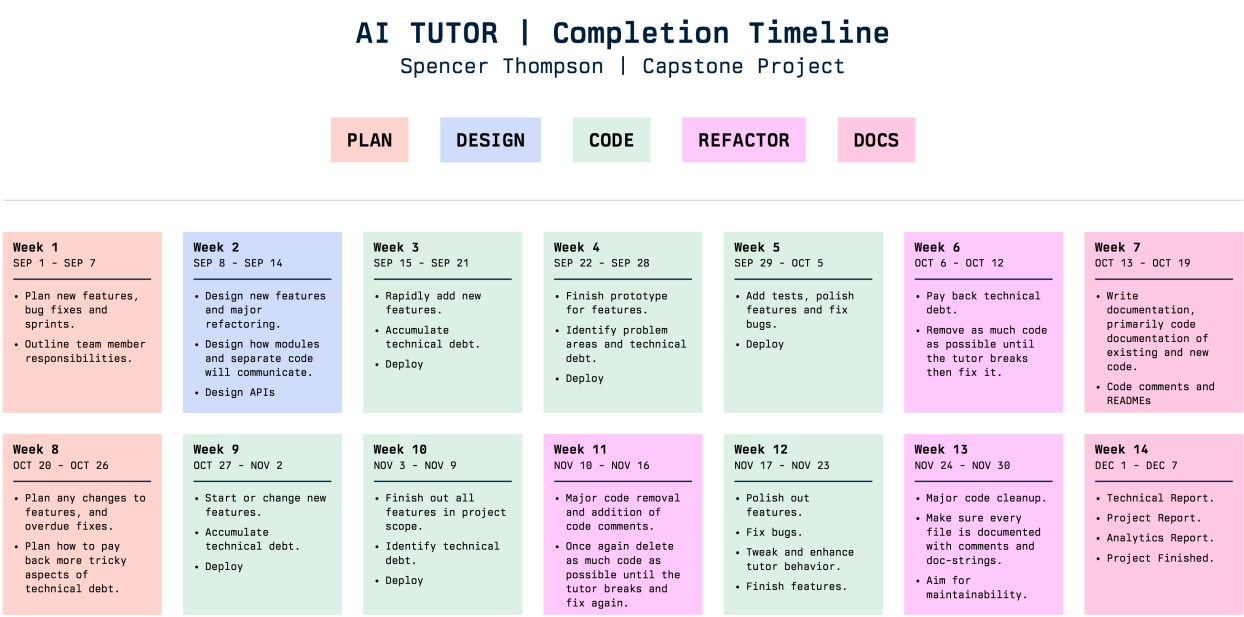 AI TUTOR | Completion Timeline
Spencer Thompson | Capstone Project
PLAN
DESIGN
CODE
REFACTOR
DOCS
Week 1
SEP 1 - SEP 7
• Plan new features,
bug fixes and
sprints.
• Outline team member
responsibilities.
Week 2
SEP 8 - SEP 14
• Design new features
and major
refactoring.
• Design how modules
and separate code
will communicate.
• Design APIs
Week 3
SEP 15 - SEP 21
• Rapidly add new
features.
• Accumulate
technical debt.
• Deploy
Week 4
SEP 22 - SEP 28
• Finish prototype
for features.
• Identify problem
areas and technical
debt.
• Deploy
Week 5
SEP 29 - OCT 5
• Add tests, polish
features and fix
bugs.
• Deploy
Week 6
OCT 6 - OCT 12
• Pay back technical
debt.
• Remove as much code
as possible until
the tutor breaks
then fix it.
Week 7
OCT 13 - OCT 19
• Write
documentation,
primarily code
documentation of
existing and new
code.
• Code comments and
READMEs
Week 8
OCT 20 - OCT 26
• Plan any changes to
features, and
overdue fixes.
• Plan how to pay
back more tricky
aspects of
technical debt.
Week 9
OCT 27 - NOV 2
• Start or change new
features.
• Accumulate
technical debt.
• Deploy
Week 10
NOV 3 - NOV 9
• Finish out all
features in project
scope.
• Identify technical
debt.
• Deploy
Week 11
NOV 10 - NOV 16
• Major code removal
and addition of
code comments.
• Once again delete
as much code as
possible until the
tutor breaks and
fix again.
Week 12
NOV 17 - NOV 23
• Polish out
features.
• Fix bugs.
• Tweak and enhance
tutor behavior.
• Finish features.
Week 13
NOV 24 - NOV 30
• Major code cleanup.
• Make sure every
file is documented
with comments and
doc-strings.
• Aim for
maintainability.
Week 14
DEC 1 - DEC 7
• Technical Report.
• Project Report.
• Analytics Report.
• Project Finished.